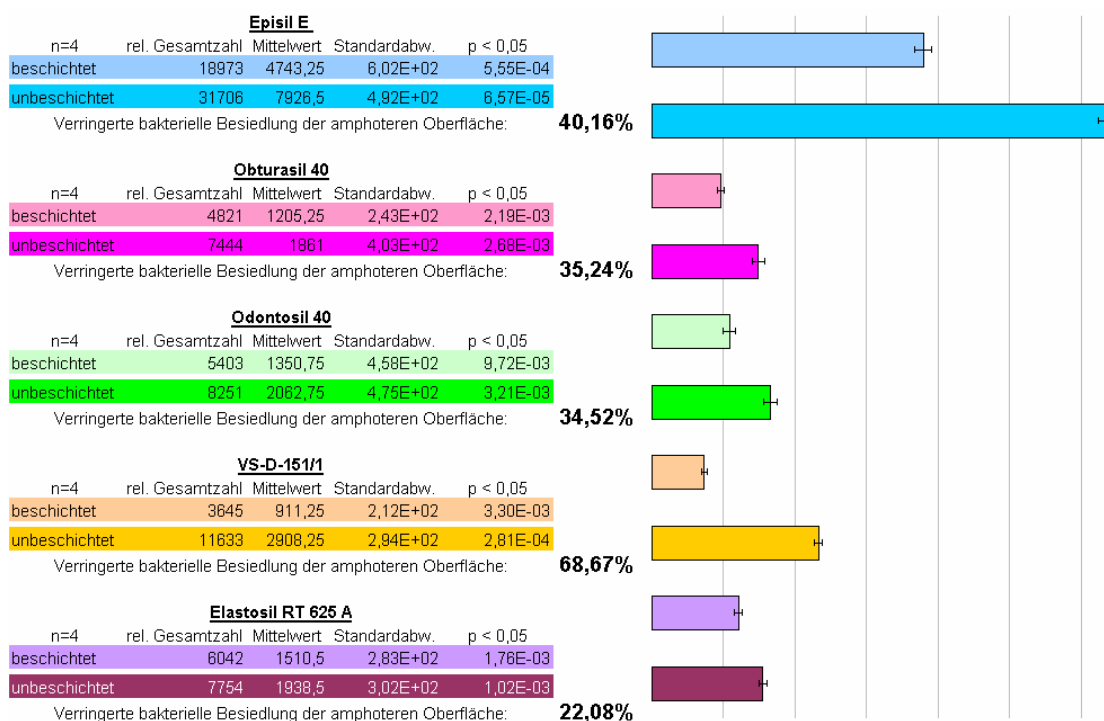 Episil E
n=4 rel. Gesamtzahl Mittelwert Standardabw. p < 0,05
beschichtet 18973 4743,25 6,02E+02 5,55E-04
unbeschichtet 31706 7926,5 4,92E+02 6,57E-05
Verringerte bakterielle Besiedlung der amphoteren Oberfläche: 40,16%
Obturasil 40
n=4 rel. Gesamtzahl Mittelwert Standardabw. p < 0,05
beschichtet 4821 1205,25 2,43E+02 2,19E-03
unbeschichtet 7444 1861 4,03E+02 2,68E-03
Verringerte bakterielle Besiedlung der amphoteren Oberfläche: 35,24%
Odontosil 40
n=4 rel. Gesamtzahl Mittelwert Standardabw. p < 0,05
beschichtet 5403 1350,75 4,58E+02 9,72E-03
unbeschichtet 8251 2062,75 4,75E+02 3,21E-03
Verringerte bakterielle Besiedlung der amphoteren Oberfläche: 34,52%
VS-D-151/1
n=4 rel. Gesamtzahl Mittelwert Standardabw. p < 0,05
beschichtet 3645 911,25 2,12E+02 3,30E-03
unbeschichtet 11633 2908,25 2,94E+02 2,81E-04
Verringerte bakterielle Besiedlung der amphoteren Oberfläche: 68,67%
Elastosil RT 625 A
n=4 rel. Gesamtzahl Mittelwert Standardabw. p < 0,05
beschichtet 6042 1510,5 2,83E+02 1,76E-03
unbeschichtet 7754 1938,5 3,02E+02 1,02E-03
Verringerte bakterielle Besiedlung der amphoteren Oberfläche: 22,08%